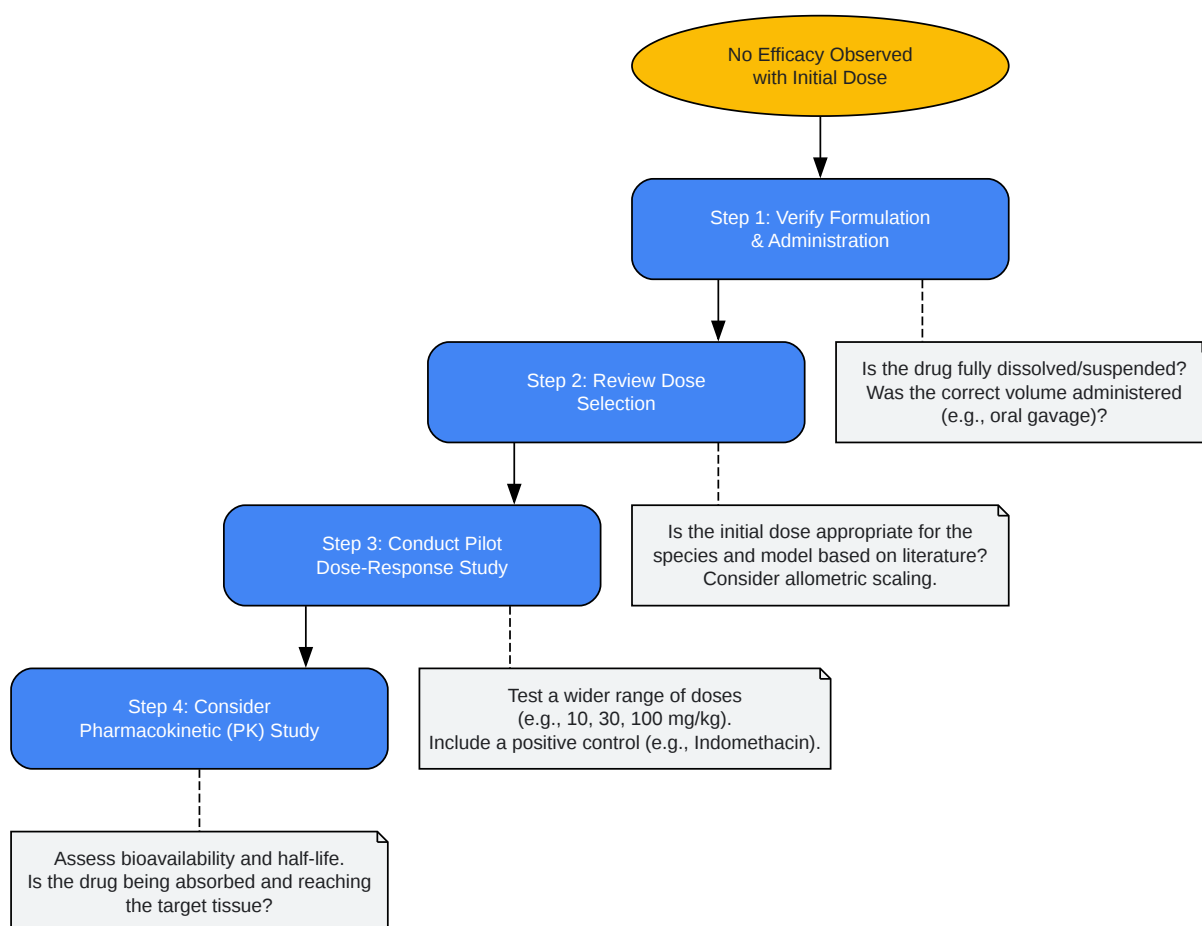 No Efficacy Observed
with Initial Dose
Step 1: Verify Formulation
& Administration
Is the drug fully dissolved/suspended?
Was the correct volume administered
(e.g., oral gavage)?
Step 2: Review Dose
Selection
Is the initial dose appropriate for the
species and model based on literature?
Consider allometric scaling.
Step 3: Conduct Pilot
Dose-Response Study
Test a wider range of doses
(e.g., 10, 30, 100 mg/kg).
Include a positive control (e.g., Indomethacin).
Step 4: Consider
Pharmacokinetic (PK) Study
Assess bioavailability and half-life.
Is the drug being absorbed and reaching
the target tissue?